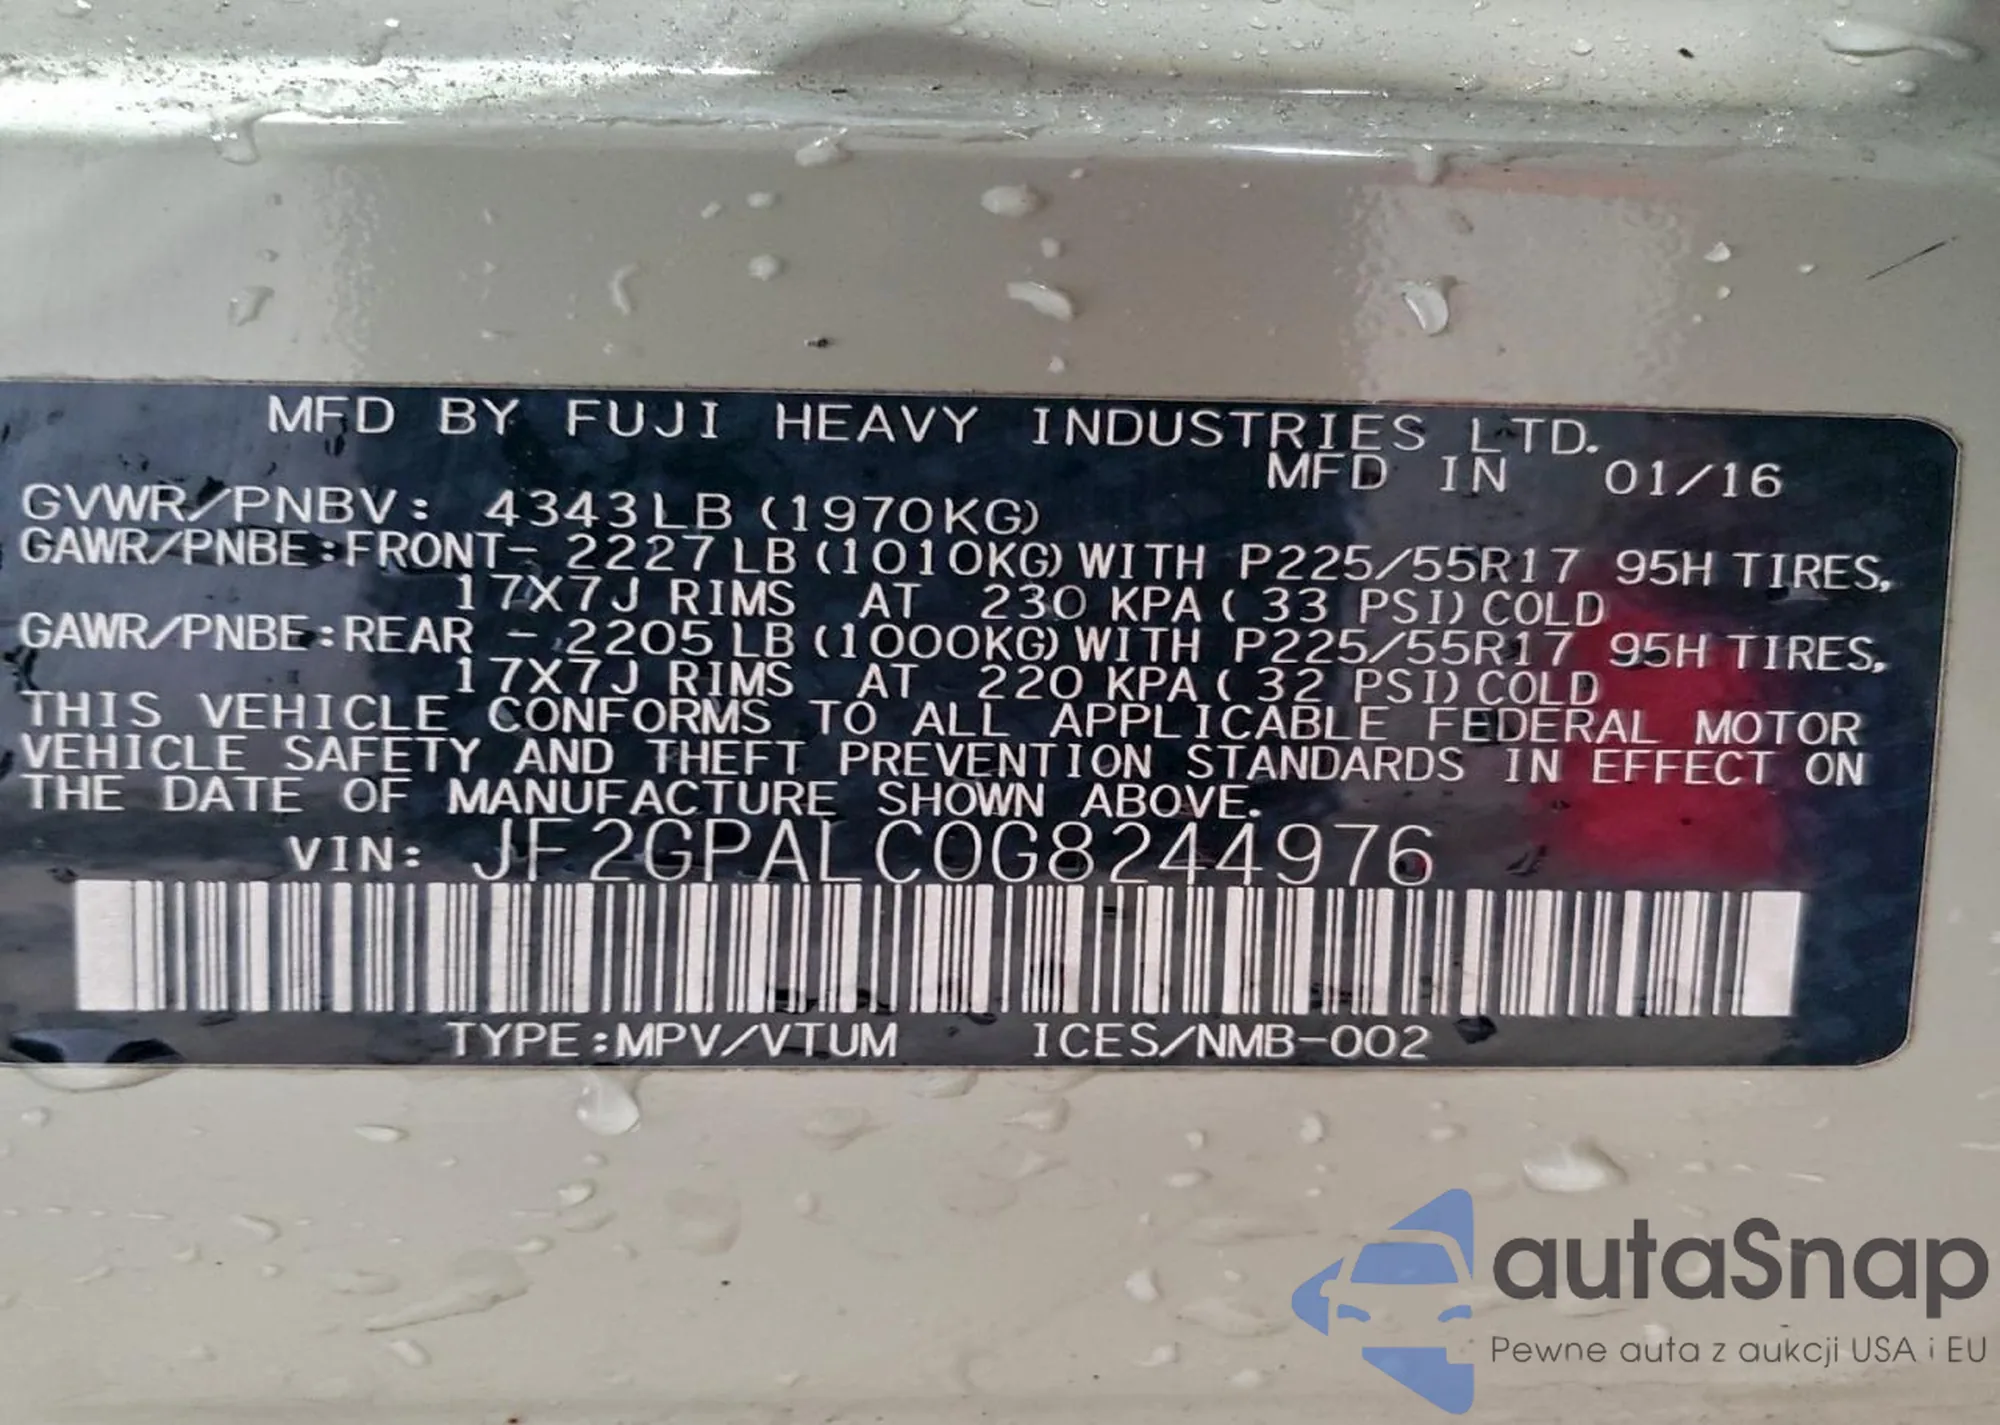 MFD BY FUJI HEAVY INDUSTRIES LTD.
MFD IN 01/16
GVWR/PNBV: 4343LB (1970KG)
GAWR/PNBE:FRONT- 2227LB (1010KG) WITH P225/55R17 95H TIRES,
17X7J RIMS AT 230 KPA ( 33 PSI) COLD
GAWR/PNBE:REAR - 2205LB (1000KG) WITH P225/55R17 95H TIRES,
17X7J RIMS AT 220 KPA ( 32 PSI) COLD
THIS VEHICLE CONFORMS TO ALL APPLICABLE FEDERAL MOTOR
VEHICLE SAFETY AND THEFT PREVENTION STANDARDS IN EFFECT ON
THE DATE OF MANUFACTURE SHOWN ABOVE.
VIN: JF2GPALC0G8244976
TYPE:MPV/VTUM ICES/NMB-002
autaSnap
Pewne auta z aukcji USA i EU